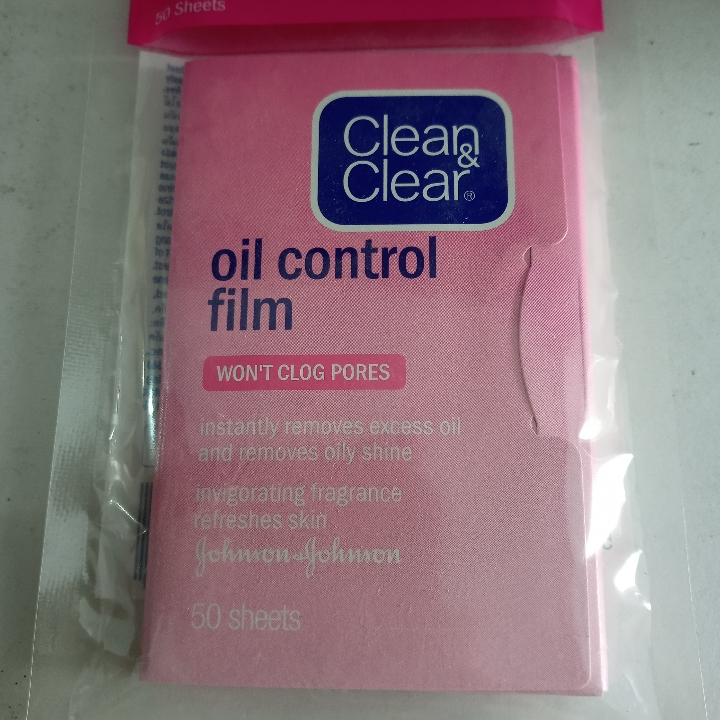 50 Sheets
Clean
&
Clear®
oil control
film
WON'T CLOG PORES
instantly removes excess oil
and removes oily shine
invigorating fragrance
refreshes skin
Johnson & Johnson
50 sheets